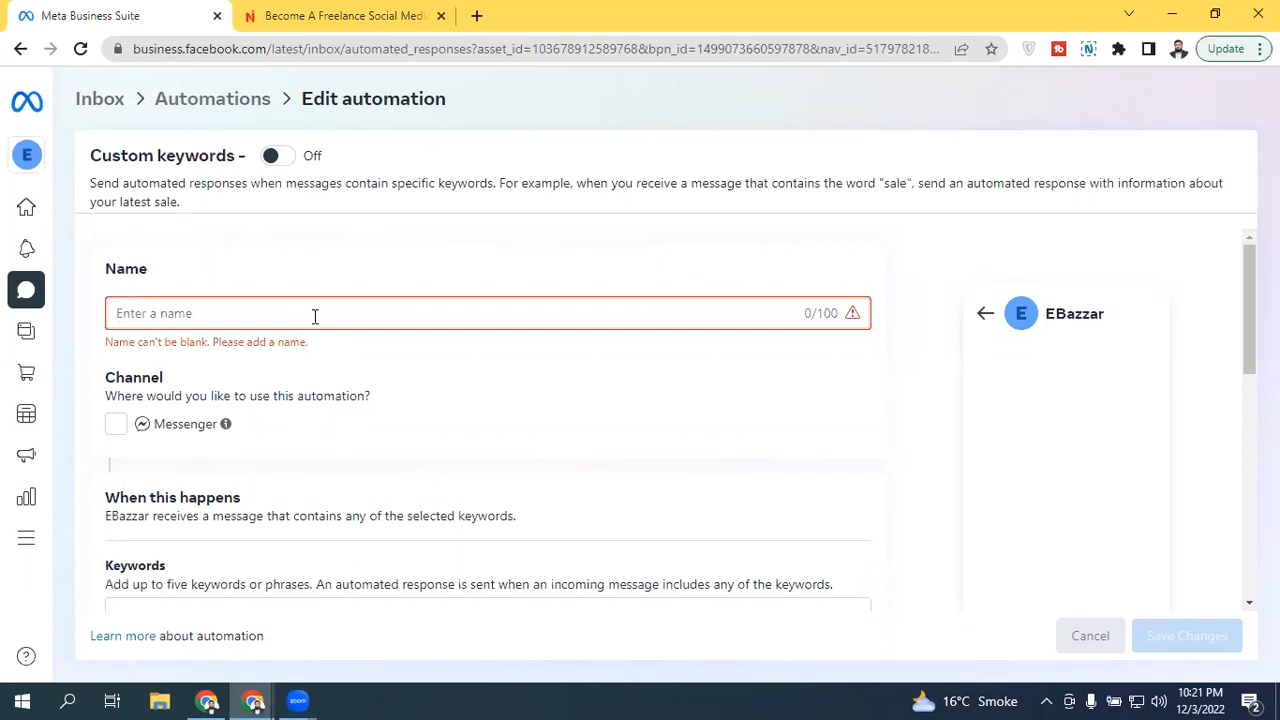 Meta Business Suite
Become A Freelance Social Medi
business.facebook.com/latest/inbox/automated_responses?asset_id=103678912589768&bpn_id=1499073660597878&nav_id=517978218...
Update
Inbox > Automations > Edit automation
E
Custom keywords - Off
Send automated responses when messages contain specific keywords. For example, when you receive a message that contains the word "sale", send an automated response with information about
your latest sale.
Name
Enter a name 0/100
Name can't be blank. Please add a name.
E EBazzar
Channel
Where would you like to use this automation?
Messenger
When this happens
EBazzar receives a message that contains any of the selected keywords.
Keywords
Add up to five keywords or phrases. An automated response is sent when an incoming message includes any of the keywords.
Learn more about automation
Cancel
Save Changes
zoom
16°C Smoke
10:21 PM
12/3/2022
2